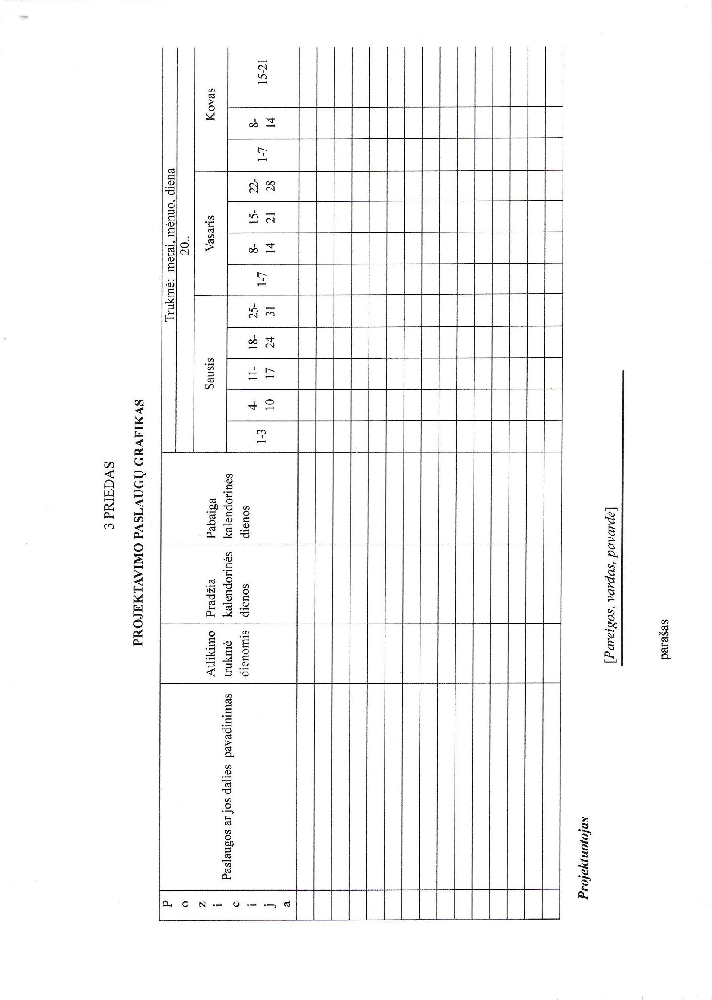 3 PRIEDAS
PROJEKTAVIMO PASLAUGŲ GRAFIKAS
Trukmė: metai, mėnuo, diena
20..
Sausis Vasaris Kovas
P
o
z
i
c
i
j
a
Paslaugos ar jos dalies pavadinimas
Atlikimo
trukmė
dienomis
Pradžia
kalendorinės
dienos
Pabaiga
kalendorinės
dienos
1-3
4-
10
11-
17
18-
24
25-
31
1-7
8-
14
15-
21
22-
28
1-7
8-
14
15-21
Projektuotojas
[Pareigos, vardas, pavardė]
parašas